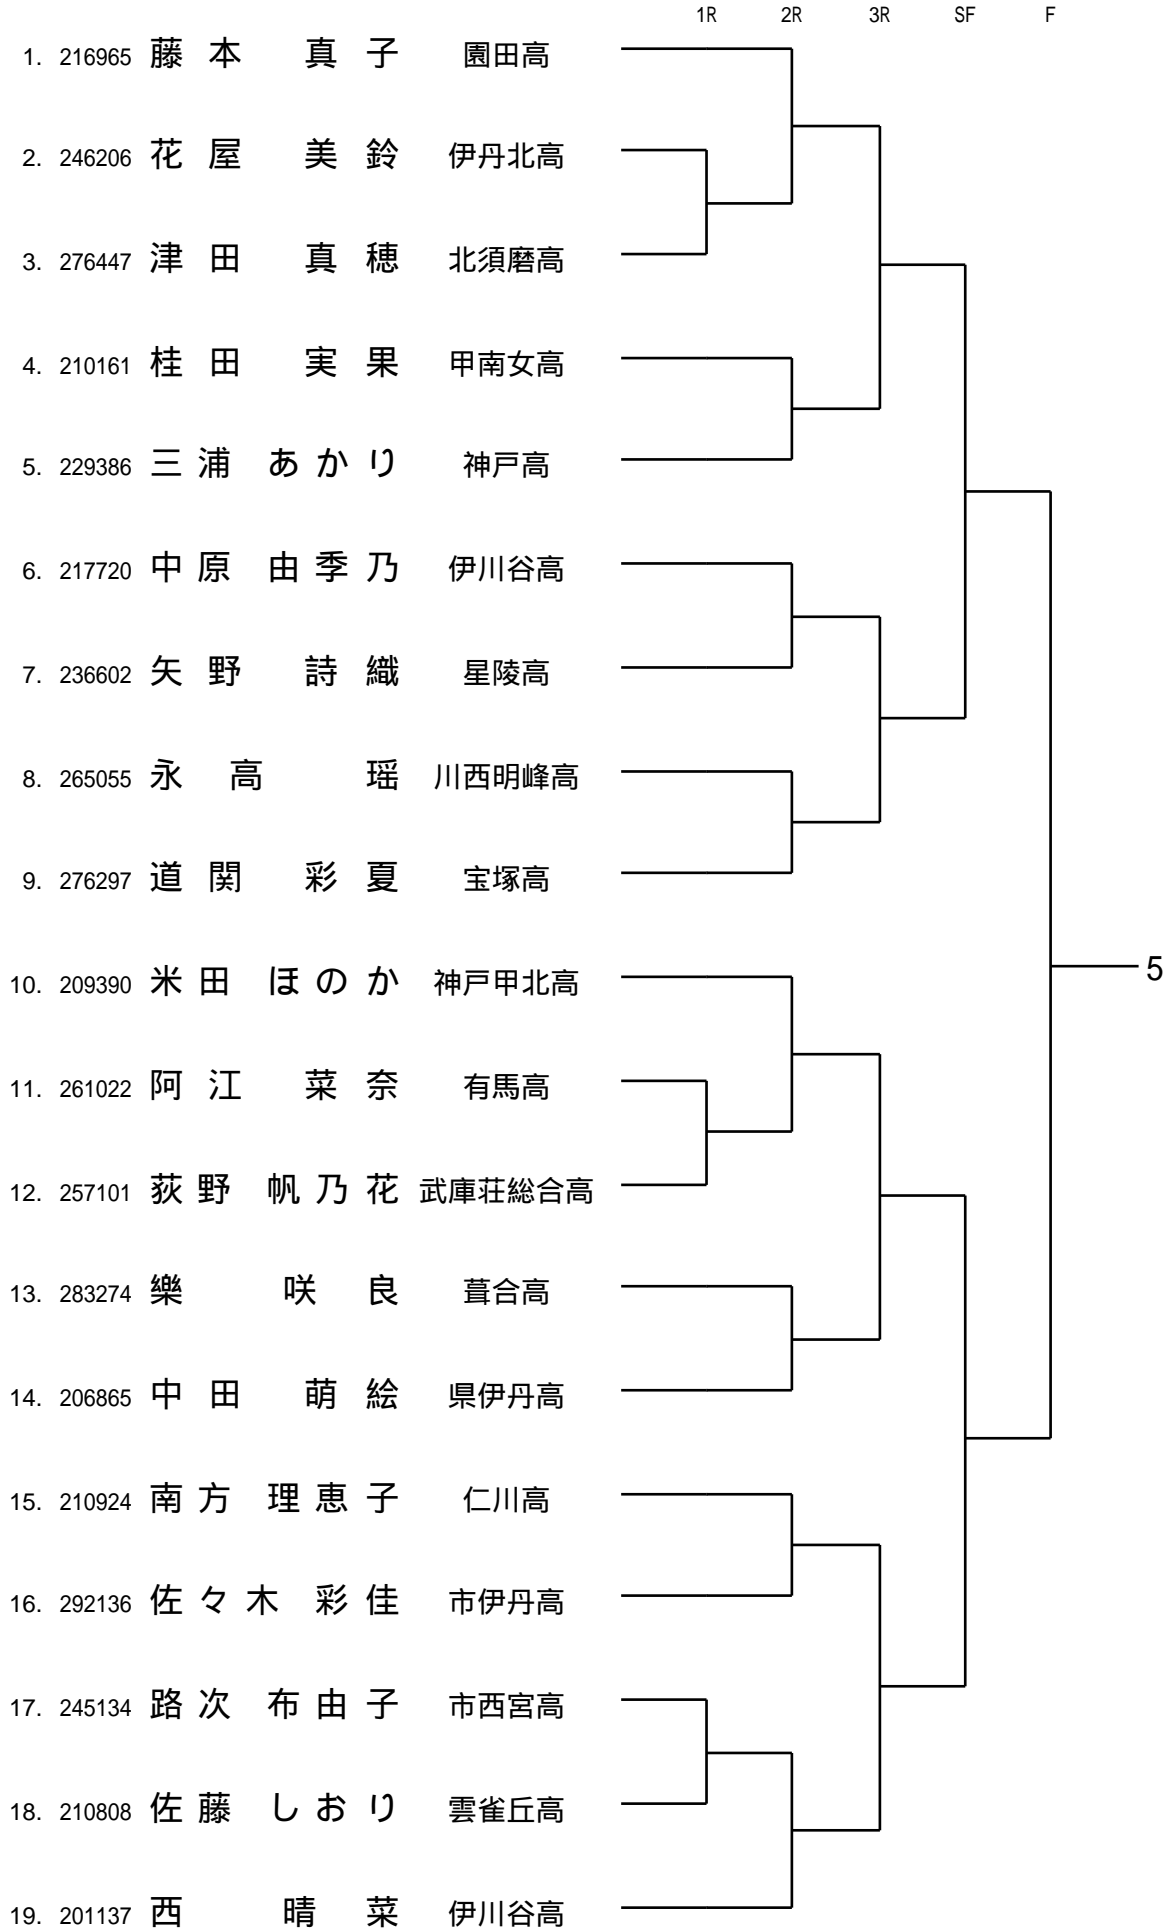 1R 2R 3R SF F
1. 216965 藤本 真子 園田高
2. 246206 花屋 美鈴 伊丹北高
3. 276447 津田 真穂 北須磨高
4. 210161 桂田 実果 甲南女高
5. 229386 三浦 あかり 神戸高
6. 217720 中原 由季乃 伊川谷高
7. 236602 矢野 詩織 星陵高
8. 265055 永高 瑶 川西明峰高
9. 276297 道関 彩夏 宝塚高
10. 209390 米田 ほのか 神戸甲北高
5
11. 261022 阿江 菜奈 有馬高
12. 257101 荻野 帆乃花 武庫荘総合高
13. 283274 樂 咲良 葺合高
14. 206865 中田 萌絵 県伊丹高
15. 210924 南方 理恵子 仁川高
16. 292136 佐々木 彩佳 市伊丹高
17. 245134 路次 布由子 市西宮高
18. 210808 佐藤 しおり 雲雀丘高
19. 201137 西 晴菜 伊川谷高